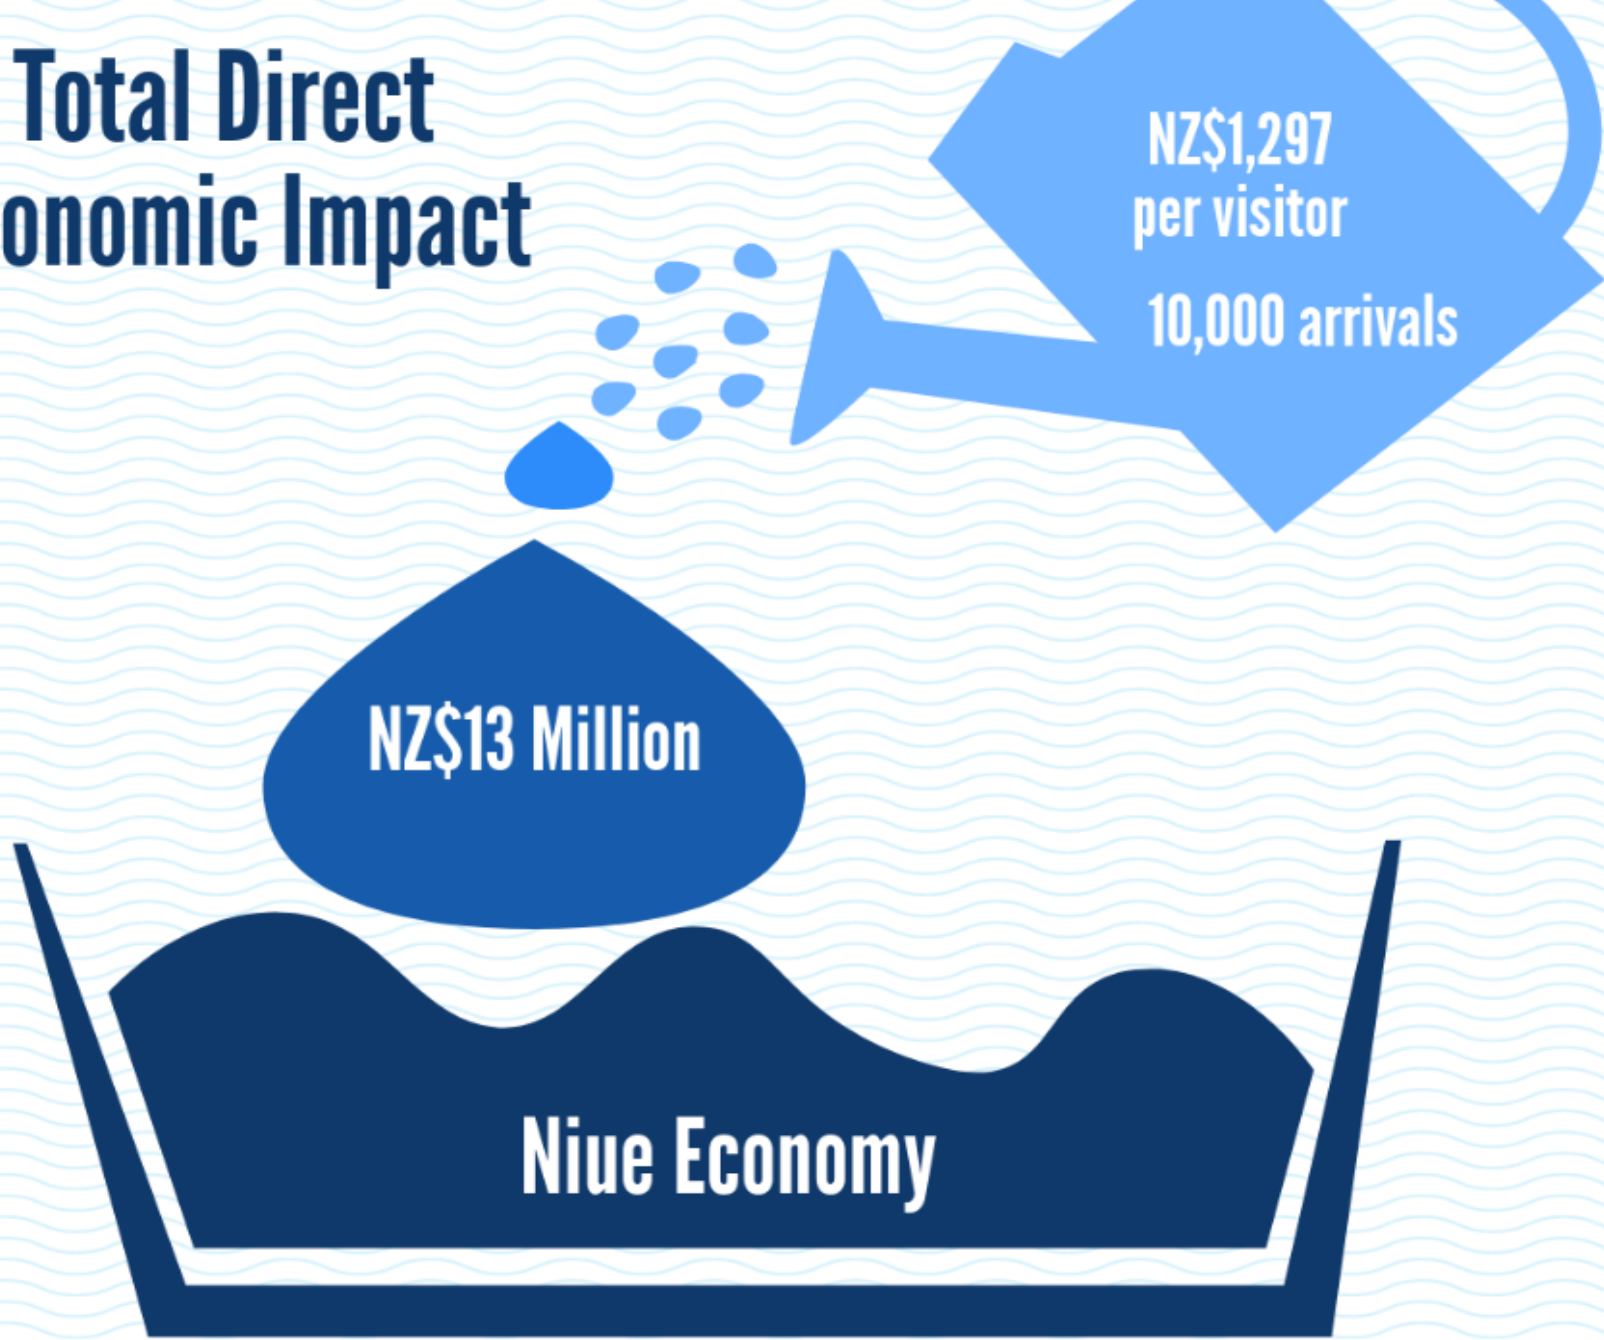 Total Direct
onomic Impact
NZ$1,297
per visitor
10,000 arrivals
NZ$13 Million
Niue Economy